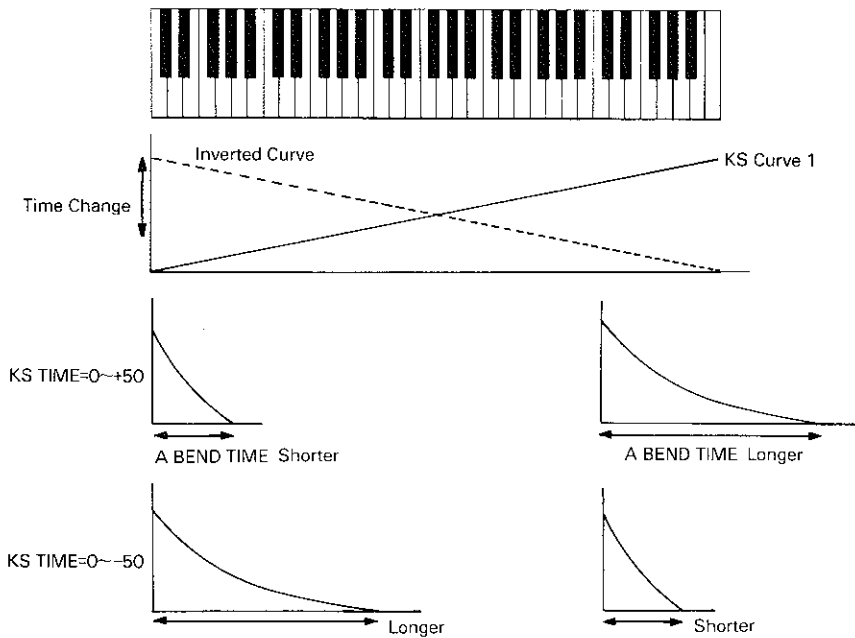 Inverted Curve
KS Curve 1
Time Change
KS TIME=0~+50
A BEND TIME Shorter
A BEND TIME Longer
KS TIME=0~-50
Longer
Shorter